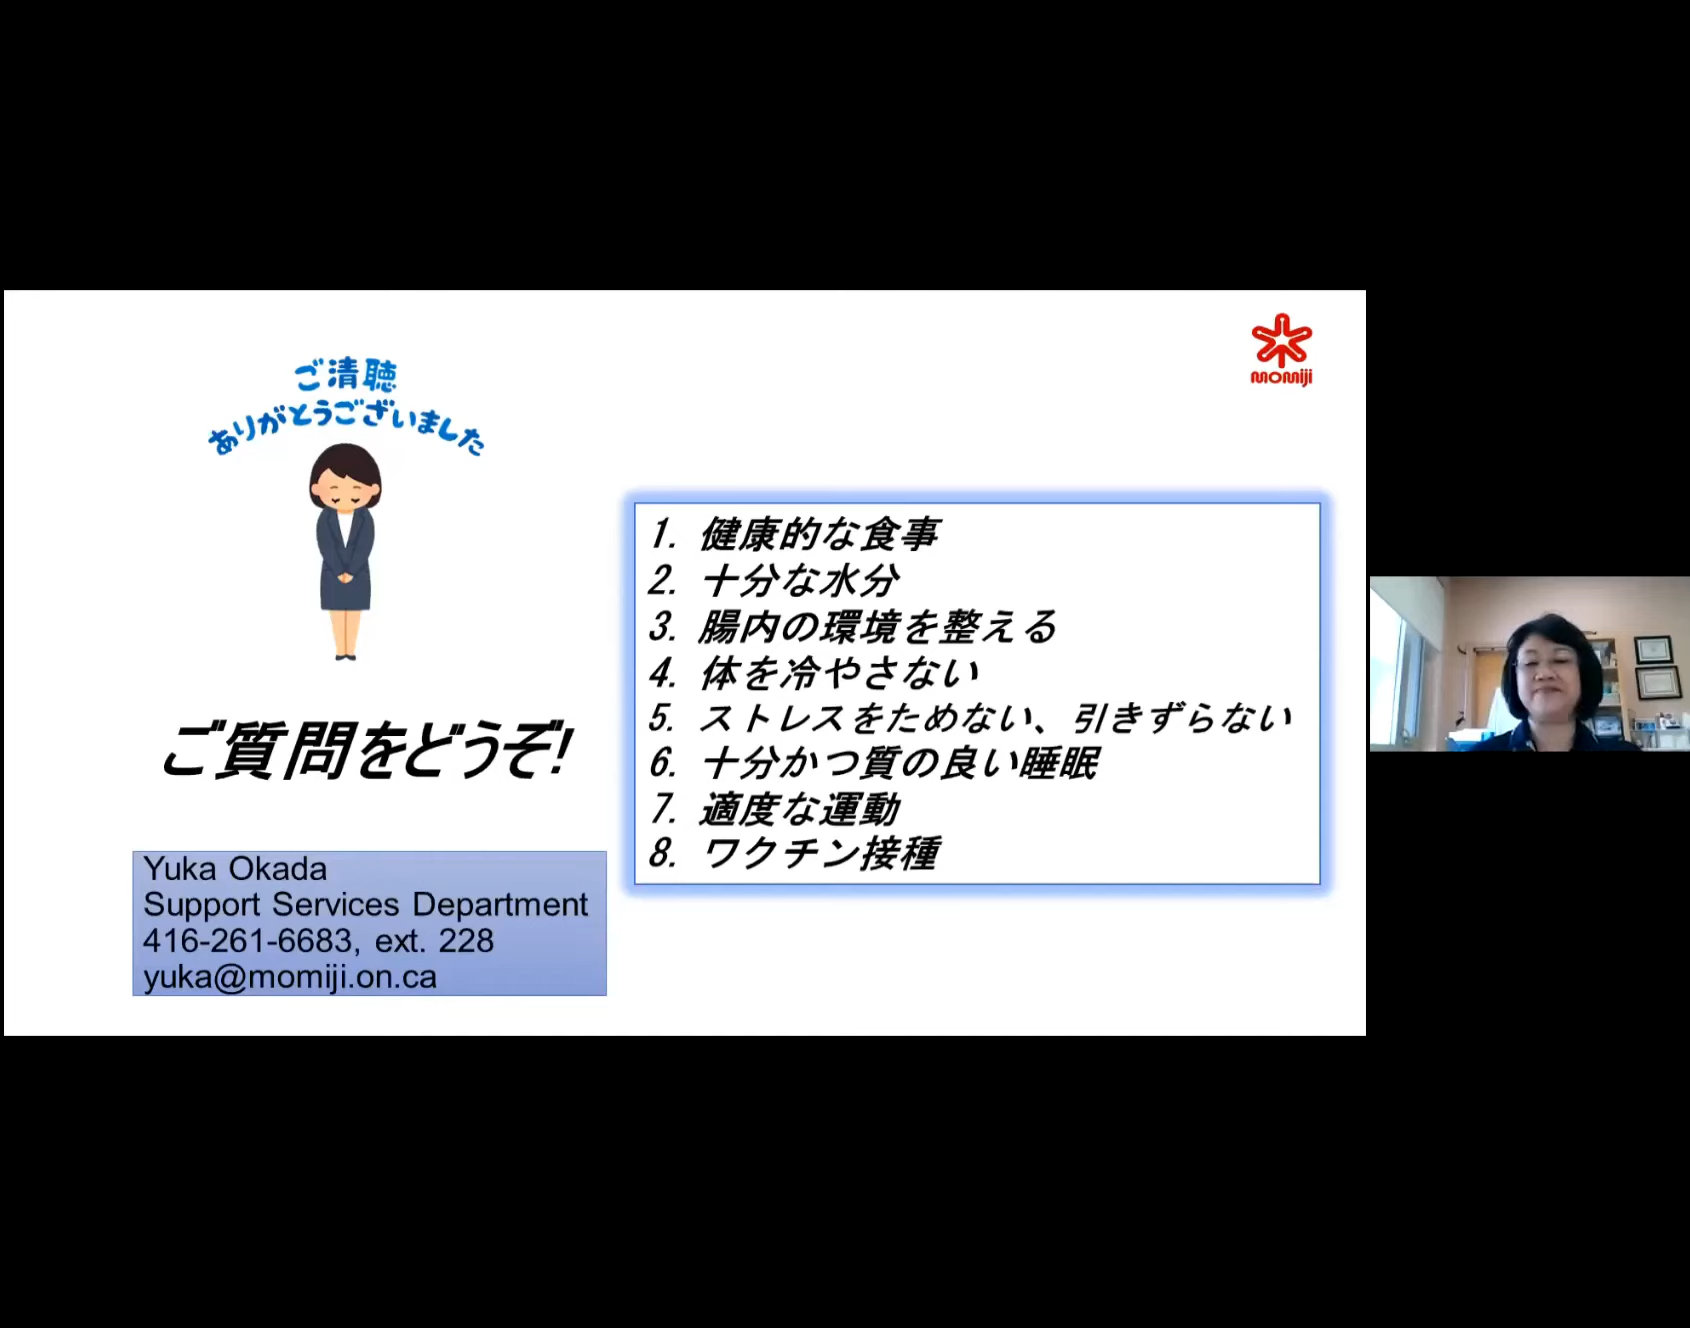 ご清聴
ありがとうございました
momiji
ご質問をどうぞ!
1. 健康的な食事
2. 十分な水分
3. 腸内の環境を整える
4. 体を冷やさない
5. ストレスをためない、引きずらない
6. 十分かつ質の良い睡眠
7. 適度な運動
8. ワクチン接種
Yuka Okada
Support Services Department
416-261-6683, ext. 228
yuka@momiji.on.ca